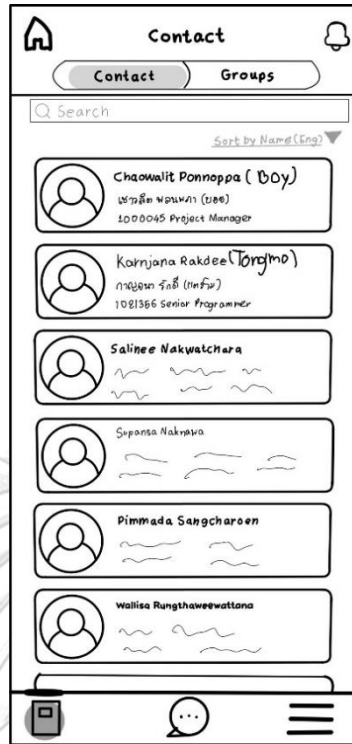 Contact
Contact Groups
Search
Sort by Name (Eng)
Chaowalit Ponnoppa (Boy)
เชาวลิต พลนพภา (บอย)
1000045 Project Manager
Karnjana Rakdee (Tongmo)
กาญจนา รักดี (แตงโม)
1081366 Senior Programmer
Salinee Nakwatchara
Supansa Naknawa
Pimmada Sangcharoen
Wallisa Rungthaweewattana